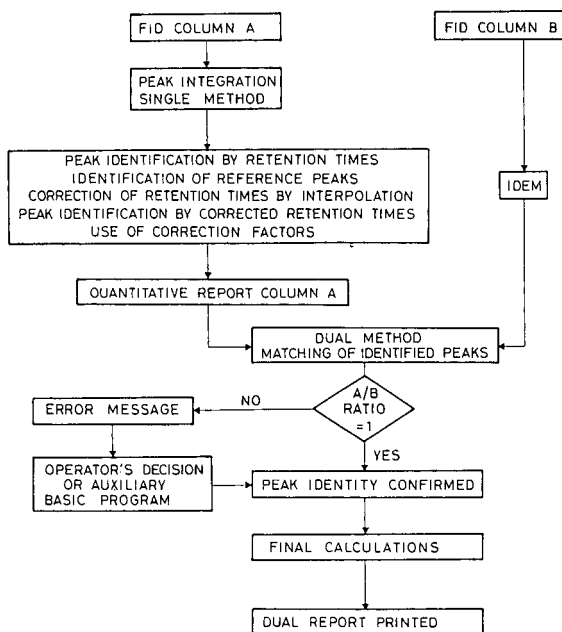 FID COLUMN A
FID COLUMN B
PEAK INTEGRATION
SINGLE METHOD
PEAK IDENTIFICATION BY RETENTION TIMES
IDENTIFICATION OF REFERENCE PEAKS
CORRECTION OF RETENTION TIMES BY INTERPOLATION
PEAK IDENTIFICATION BY CORRECTED RETENTION TIMES
USE OF CORRECTION FACTORS
IDEM
QUANTITATIVE REPORT COLUMN A
DUAL METHOD
MATCHING OF IDENTIFIED PEAKS
A/B
RATIO
=1
NO
ERROR MESSAGE
YES
OPERATOR'S DECISION
OR AUXILIARY
BASIC PROGRAM
PEAK IDENTITY CONFIRMED
FINAL CALCULATIONS
DUAL REPORT PRINTED